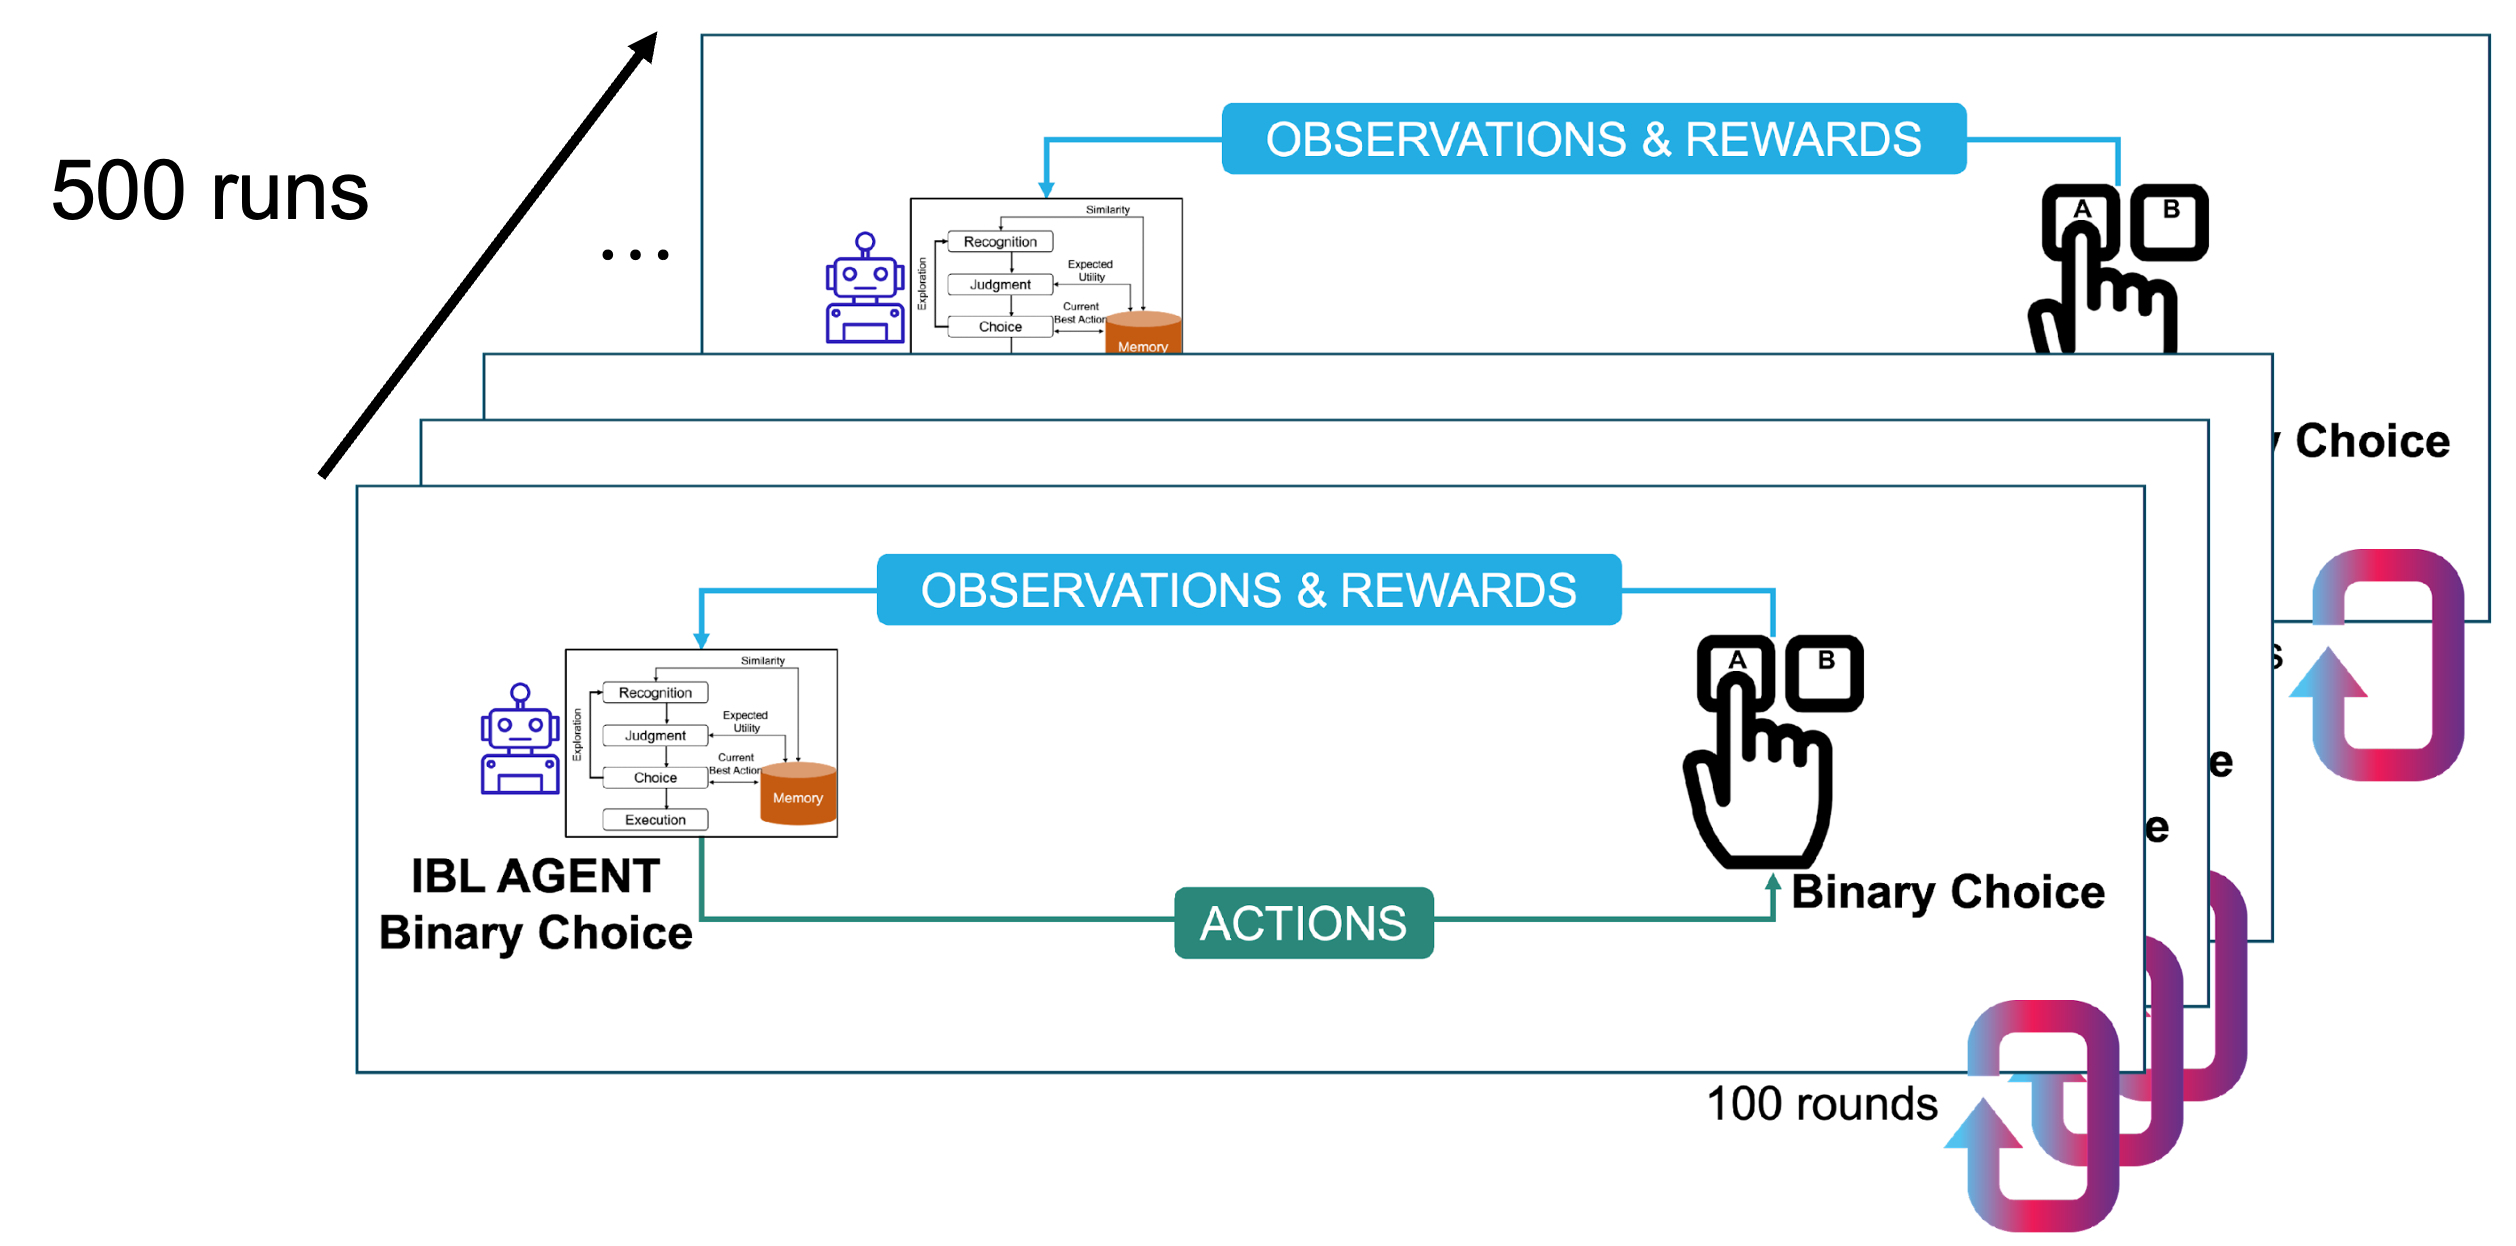 500 runs
...
OBSERVATIONS & REWARDS
A
B
Similarity
Recognition
Exploration
Expected
Utility
Judgment
Current
Best Action
Choice
Memory
Choice
OBSERVATIONS & REWARDS
A
B
Similarity
Recognition
Exploration
Expected
Utility
Judgment
Current
Best Action
Choice
Memory
Execution
IBL AGENT
Binary Choice
ACTIONS
Binary Choice
100 rounds